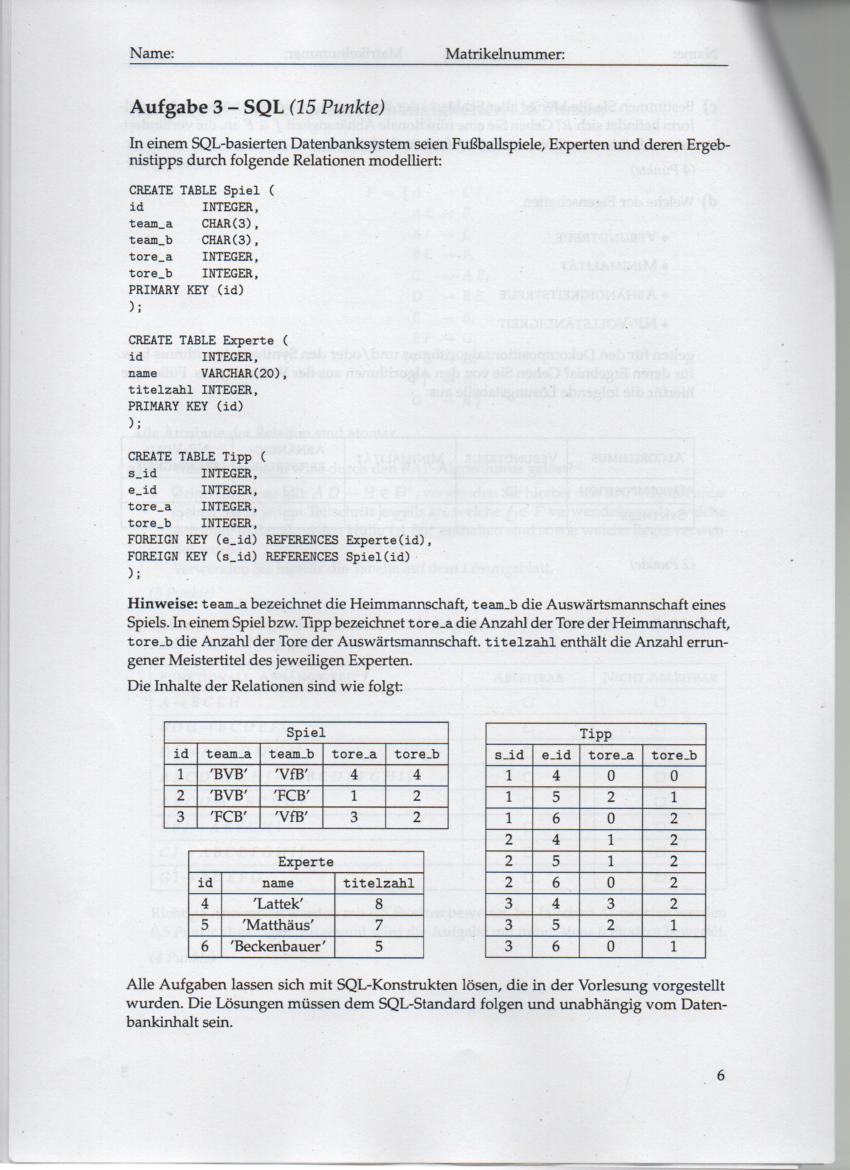 Name: Matrikelnummer:
Aufgabe 3 – SQL (15 Punkte)
In einem SQL-basierten Datenbanksystem seien Fußballspiele, Experten und deren Ergeb-
nistipps durch folgende Relationen modelliert:
CREATE TABLE Spiel (
id INTEGER,
team_a CHAR(3),
team_b CHAR(3),
tore_a INTEGER,
tore_b INTEGER,
PRIMARY KEY (id)
);
CREATE TABLE Experte (
id INTEGER,
name VARCHAR(20),
titelzahl INTEGER,
PRIMARY KEY (id)
);
CREATE TABLE Tipp (
s_id INTEGER,
e_id INTEGER,
tore_a INTEGER,
tore_b INTEGER,
FOREIGN KEY (e_id) REFERENCES Experte(id),
FOREIGN KEY (s_id) REFERENCES Spiel(id)
);
Hinweise: team_a bezeichnet die Heimmannschaft, team_b die Auswärtsmannschaft eines
Spiels. In einem Spiel bzw. Tipp bezeichnet tore_a die Anzahl der Tore der Heimmannschaft,
tore_b die Anzahl der Tore der Auswärtsmannschaft. titelzahl enthält die Anzahl errun-
gener Meistertitel des jeweiligen Experten.
Die Inhalte der Relationen sind wie folgt:
Spiel
id team_a team_b tore_a tore_b
1 'BVB' 'VfB' 4 4
2 'BVB' 'FCB' 1 2
3 'FCB' 'VfB' 3 2
Experte
id name titelzahl
4 'Lattek' 8
5 'Matthäus' 7
6 'Beckenbauer' 5
Tipp
s_id e_id tore_a tore_b
1 4 0 0
1 5 2 1
1 6 0 2
2 4 1 2
2 5 1 2
2 6 0 2
3 4 3 2
3 5 2 1
3 6 0 1
Alle Aufgaben lassen sich mit SQL-Konstrukten lösen, die in der Vorlesung vorgestellt
wurden. Die Lösungen müssen dem SQL-Standard folgen und unabhängig vom Daten-
bankinhalt sein.
6